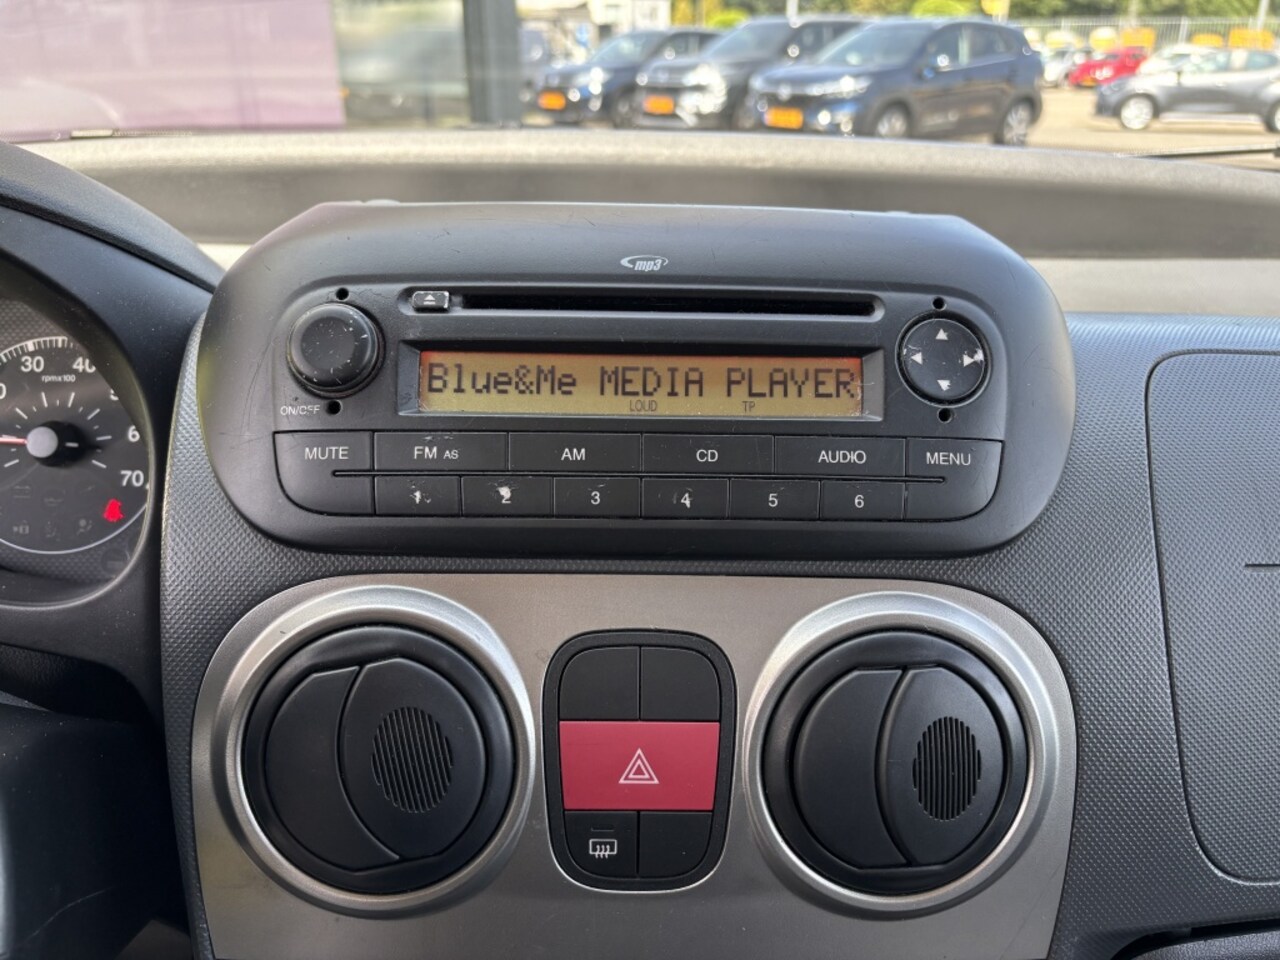 mp3
Blue&Me MEDIA PLAYER
LOUD TP
ON/OFF
MUTE FM AS AM CD AUDIO MENU
1 2 3 4 5 6
30 40
rpm x 100
6
70